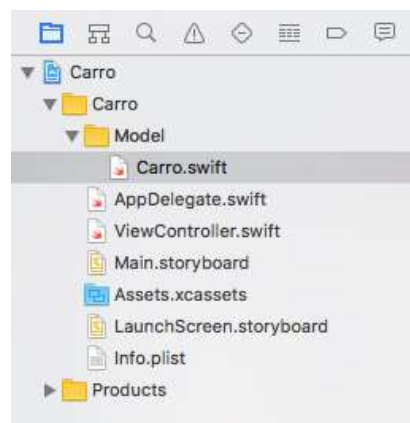 Carro
Carro
Model
Carro.swift
AppDelegate.swift
ViewController.swift
Main.storyboard
Assets.xcassets
LaunchScreen.storyboard
Info.plist
Products